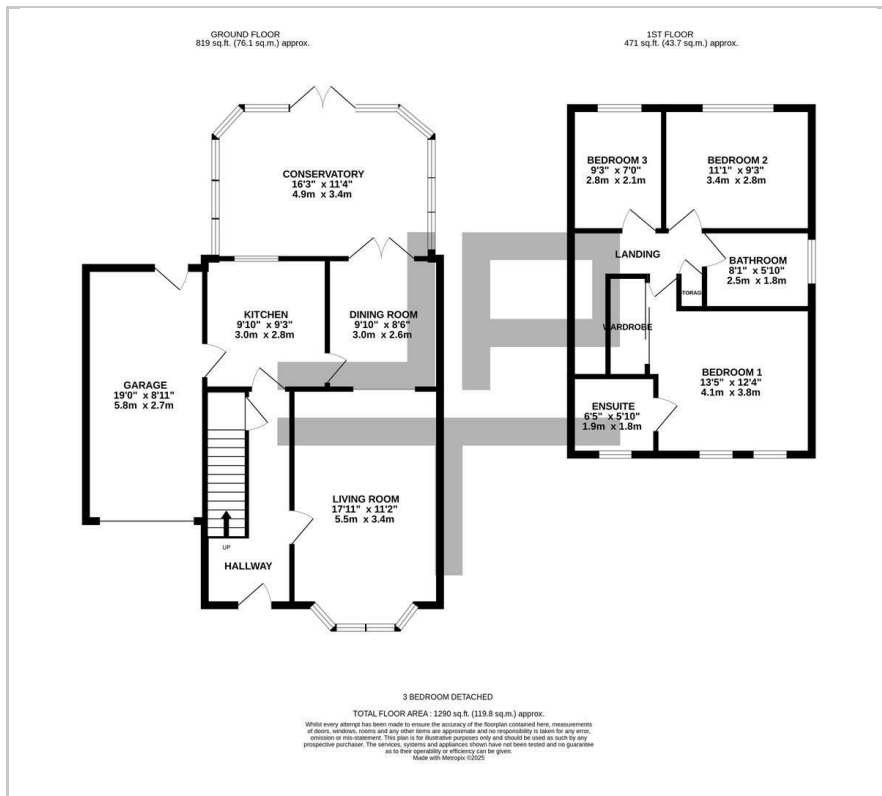 GROUND FLOOR
819 sq.ft. (76.1 sq.m.) approx.
1ST FLOOR
471 sq.ft. (43.7 sq.m.) approx.
CONSERVATORY
16'3" x 11'4"
4.9m x 3.4m
KITCHEN
9'10" x 9'3"
3.0m x 2.8m
DINING ROOM
9'10" x 8'6"
3.0m x 2.6m
GARAGE
19'0" x 8'11"
5.8m x 2.7m
LIVING ROOM
17'11" x 11'2"
5.5m x 3.4m
UP
HALLWAY
BEDROOM 3
9'3" x 7'0"
2.8m x 2.1m
BEDROOM 2
11'1" x 9'3"
3.4m x 2.8m
LANDING
BATHROOM
8'1" x 5'10"
2.5m x 1.8m
TORAG
WARDROBE
BEDROOM 1
13'5" x 12'4"
4.1m x 3.8m
ENSUITE
6'5" x 5'10"
1.9m x 1.8m
3 BEDROOM DETACHED
TOTAL FLOOR AREA : 1290 sq.ft. (119.8 sq.m.) approx.
Whilst every attempt has been made to ensure the accuracy of the floorplan contained here, measurements
of doors, windows, rooms and any other items are approximate and no responsibility is taken for any error,
omission or mis-statement. This plan is for illustrative purposes only and should be used as such by any
prospective purchaser. The services, systems and appliances shown have not been tested and no guarantee
as to their operability or efficiency can be given.
Made with Metropix ©2025